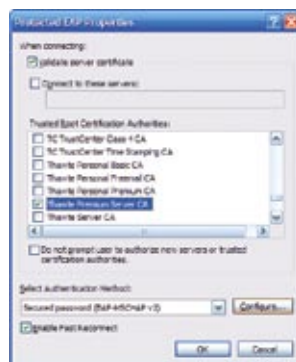 Protected EAP Properties
When connecting:
Validate server certificate
Connect to these servers:
Trusted Root Certification Authorities:
TC TrustCenter Class 4 CA
TC TrustCenter Time Stamping CA
Thawte Personal Basic CA
Thawte Personal Freemail CA
Thawte Personal Premium CA
Thawte Premium Server CA
Thawte Server CA
Do not prompt user to authorize new servers or trusted
certification authorities.
Select Authentication Method:
Secured password (EAP-MSCHAP v2)
Configure...
Enable Fast Reconnect
OK
Cancel